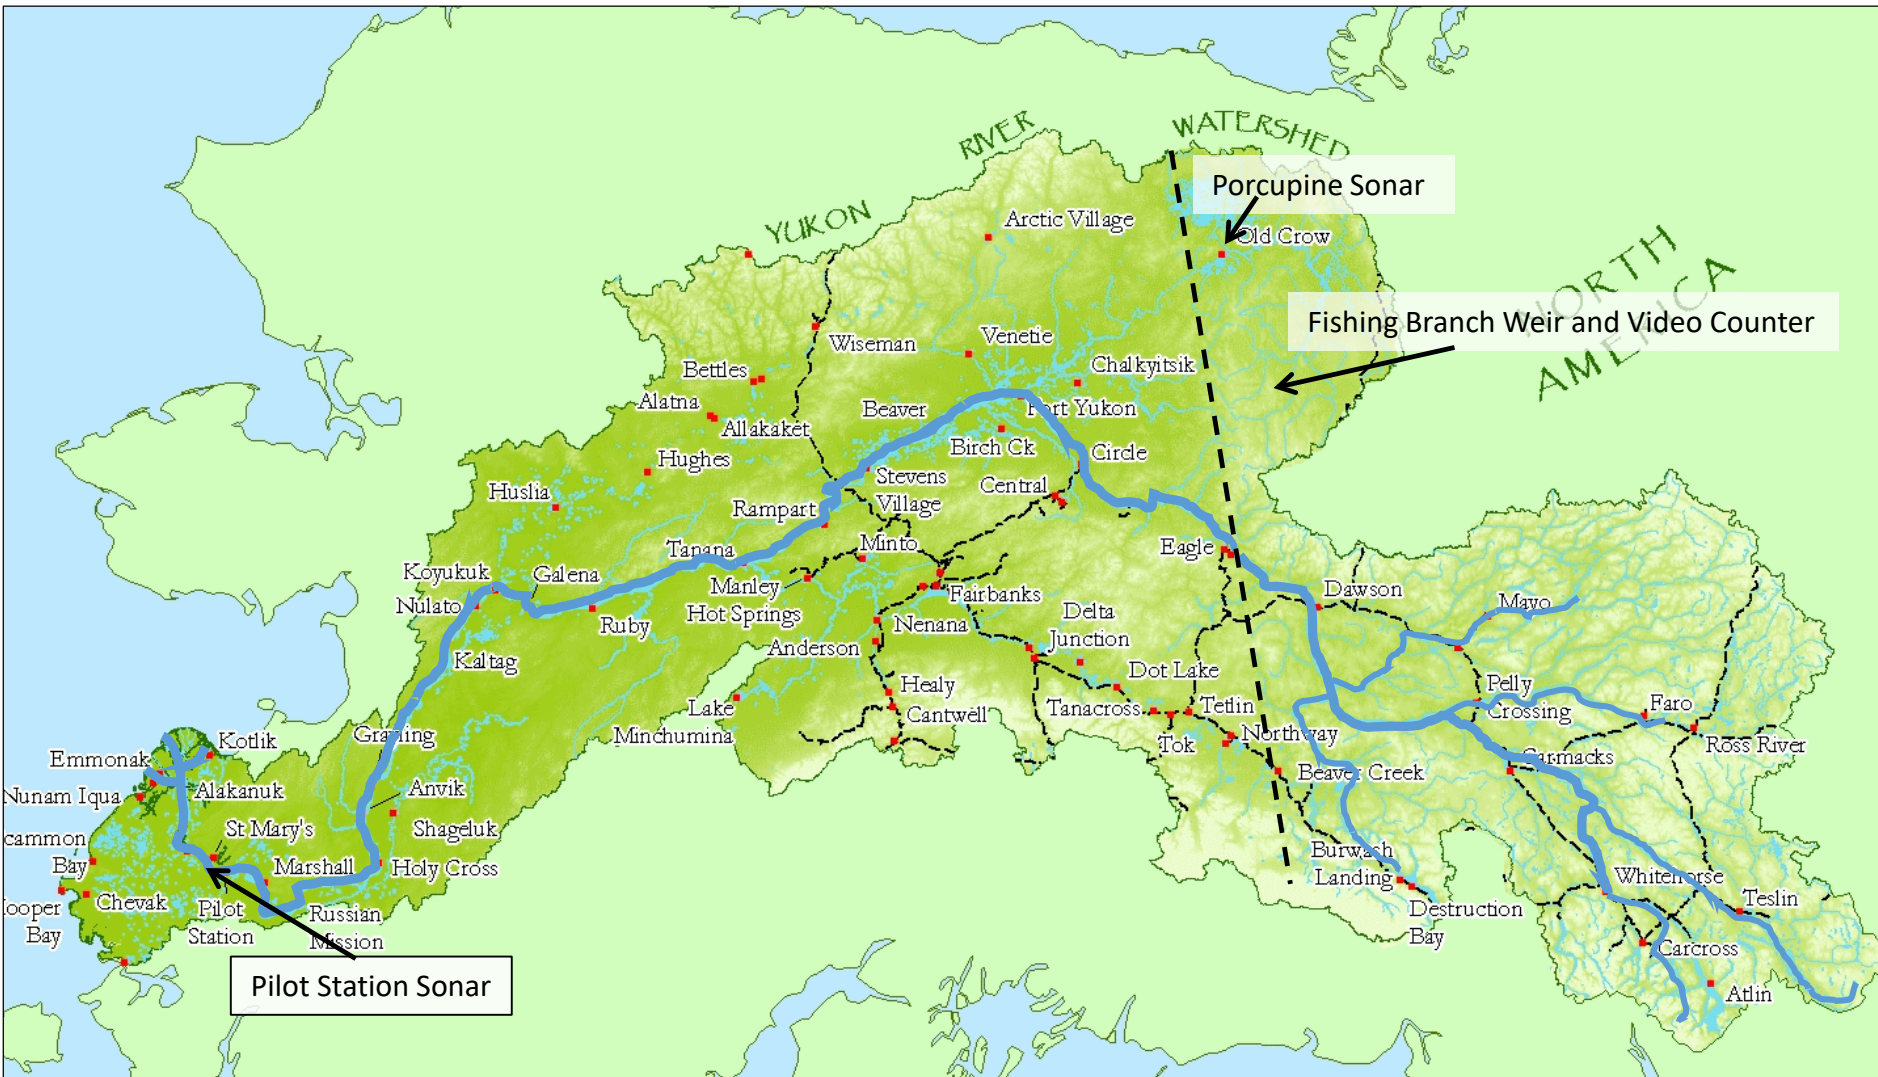 RIVER
WATERSHED
YUKON
NORTH
AMERICA
Porcupine Sonar
Arctic Village
Old Crow
Fishing Branch Weir and Video Counter
Wiseman
Venetie
Chalkyitsik
Bettles
Alatna
Allakaket
Beaver
Fort Yukon
Birch Ck
Circle
Hughes
Huslia
Stevens
Village
Central
Rampart
Tanana
Minto
Eagle
Koyukuk
Galena
Manley
Hot Springs
Fairbanks
Dawson
Mayo
Nulato
Ruby
Nenana
Delta
Junction
Anderson
Kaltag
Dot Lake
Healy
Pelly
Crossing
Faro
Lake
Minchumina
Cantwell
Tanacross
Tetlin
Tok
Northway
Ross River
Grayling
Kotlik
Emmonak
Carmacks
Beaver Creek
Nunam Iqua
Alakanuk
Anvik
Shageluk
St Mary's
cammon
Bay
Marshall
Holy Cross
Burwash
Landing
Whitehorse
Teslin
Chevak
Hooper
Bay
Pilot
Station
Russian
Mission
Destruction
Bay
Carcross
Atlin
Pilot Station Sonar